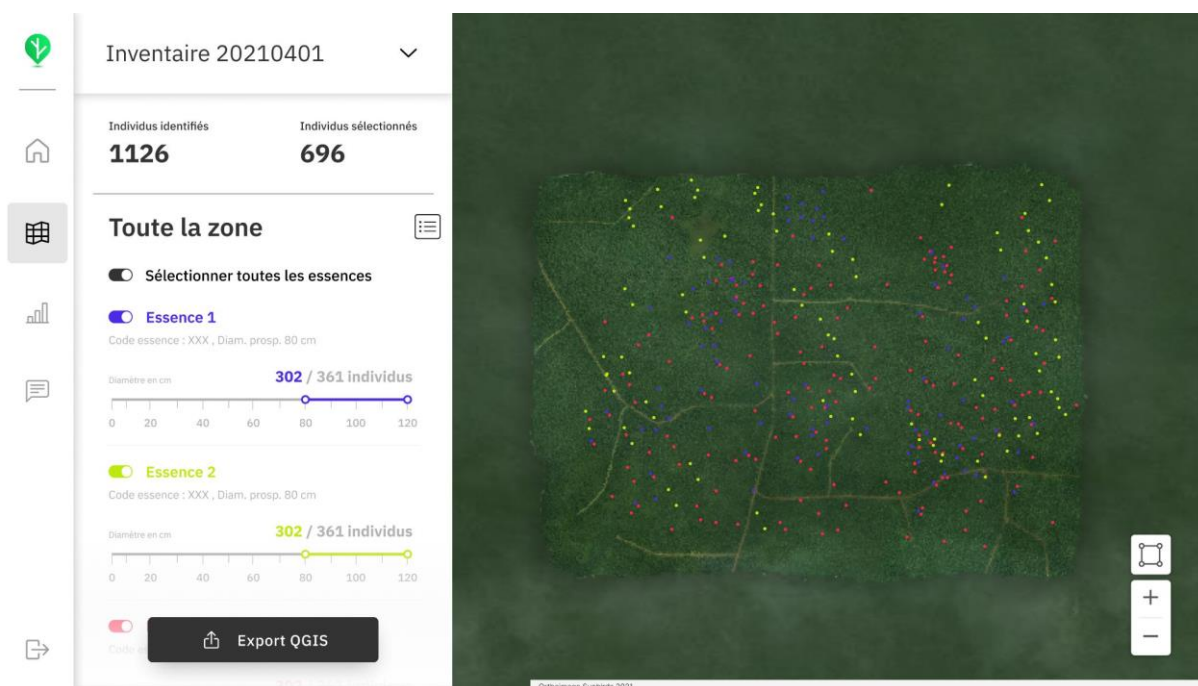 Inventaire 20210401
Individus identifiés
Individus sélectionnés
1126
696
Toute la zone
Sélectionner toutes les essences
Essence 1
Code essence : XXX , Diam. prosp. 80 cm
Diamètre en cm
302 / 361 individus
0 20 40 60 80 100 120
Essence 2
Code essence : XXX , Diam. prosp. 80 cm
Diamètre en cm
302 / 361 individus
0 20 40 60 80 100 120
Export QGIS
302 / 361 individus